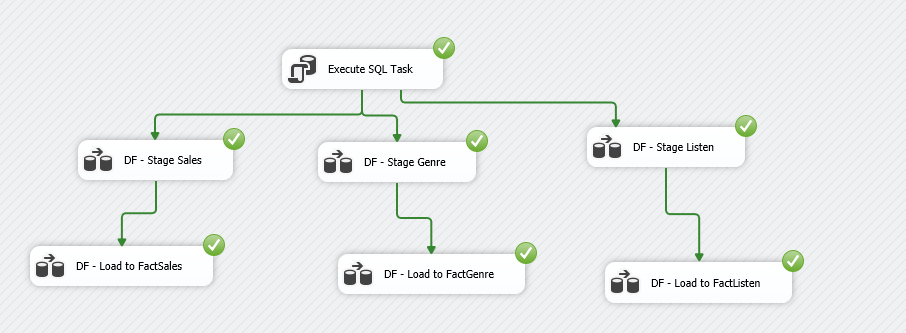 Execute SQL Task
DF - Stage Sales
DF - Stage Genre
DF - Stage Listen
DF - Load to FactSales
DF - Load to FactGenre
DF - Load to FactListen